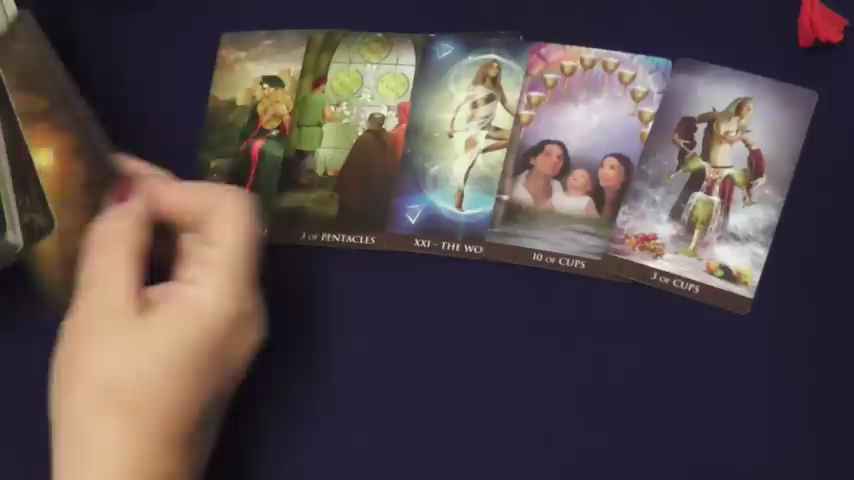 3 OF PENTACLES
XXI - THE WO
10 OF CUPS
3 OF CUPS